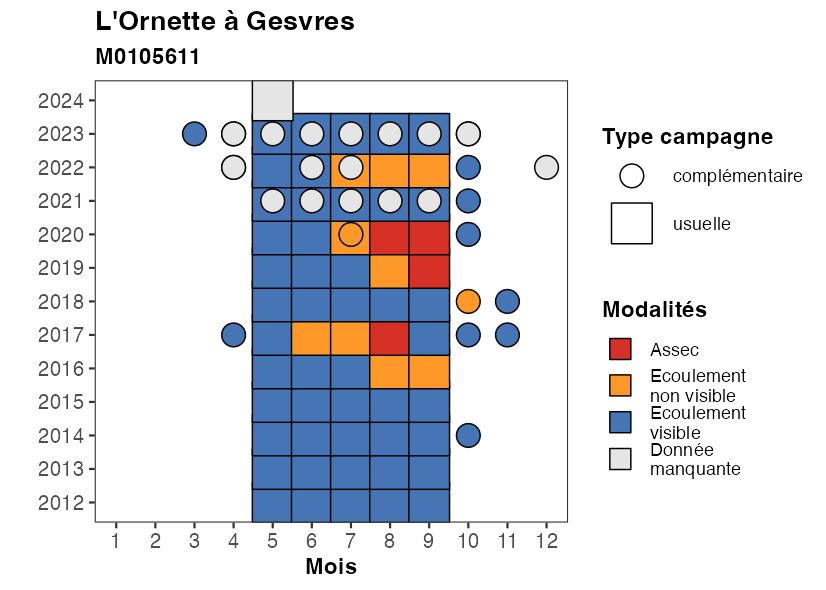 L'Ornette à Gesvres
M0105611
2024
2023
2022
2021
2020
2019
2018
2017
2016
2015
2014
2013
2012
1 2 3 4 5 6 7 8 9 10 11 12
Mois
Type campagne
complémentaire
usuelle
Modalités
Assec
Ecoulement
non visible
Ecoulement
visible
Donnée
manquante